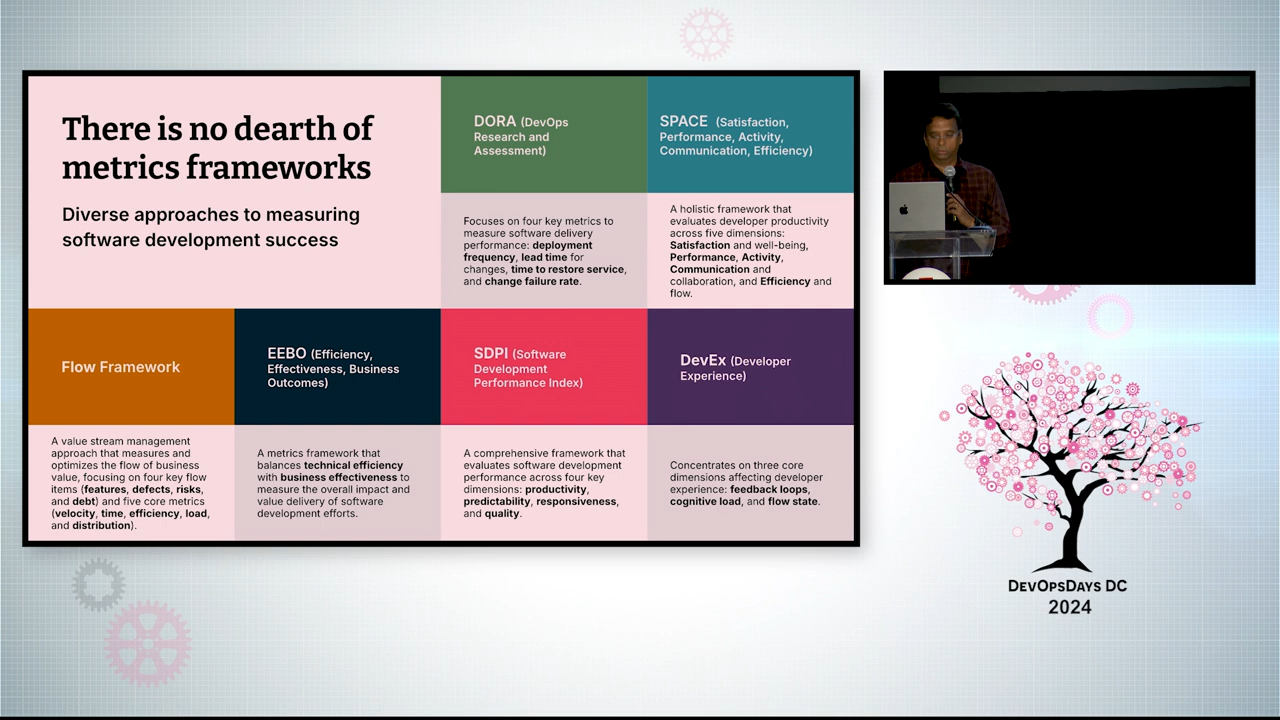 There is no dearth of
metrics frameworks
Diverse approaches to measuring
software development success
DORA (DevOps
Research and
Assessment)
SPACE (Satisfaction,
Performance, Activity,
Communication, Efficiency)
Focuses on four key metrics to
measure software delivery
performance: deployment
frequency, lead time for
changes, time to restore service,
and change failure rate.
A holistic framework that
evaluates developer productivity
across five dimensions:
Satisfaction and well-being,
Performance, Activity,
Communication and
collaboration, and Efficiency and
flow.
Flow Framework
EEBO (Efficiency,
Effectiveness, Business
Outcomes)
SDPI (Software
Development
Performance Index)
DevEx (Developer
Experience)
A value stream management
approach that measures and
optimizes the flow of business
value, focusing on four key flow
items (features, defects, risks,
and debt) and five core metrics
(velocity, time, efficiency, load,
and distribution).
A metrics framework that
balances technical efficiency
with business effectiveness to
measure the overall impact and
value delivery of software
development efforts.
A comprehensive framework that
evaluates software development
performance across four key
dimensions: productivity,
predictability, responsiveness,
and quality.
Concentrates on three core
dimensions affecting developer
experience: feedback loops,
cognitive load, and flow state.
DEVOPSDAYS DC
2024